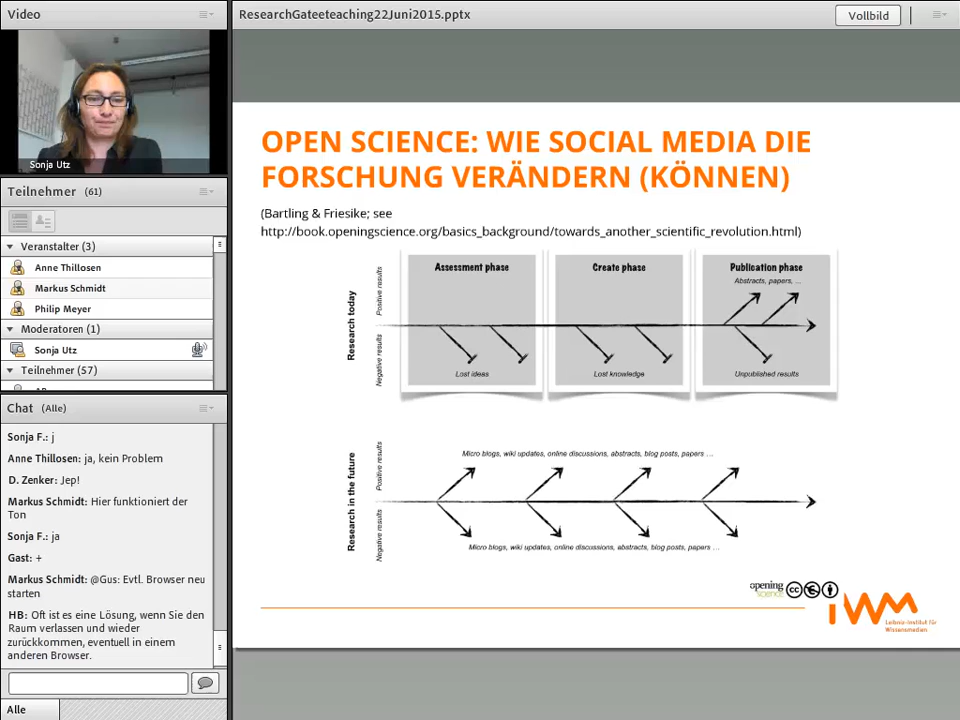 Video
Sonja Utz
Teilnehmer (61)
Veranstalter (3)
Anne Thillosen
Markus Schmidt
Philip Meyer
Moderatoren (1)
Sonja Utz
Teilnehmer (57)
Chat (Alle)
Sonja F.: j
Anne Thillosen: ja, kein Problem
D. Zenker: Jep!
Markus Schmidt: Hier funktioniert der
Ton
Sonja F.: ja
Gast: +
Markus Schmidt: @Gus: Evtl. Browser neu
starten
HB: Oft ist es eine Lösung, wenn Sie den
Raum verlassen und wieder
zurückkommen, eventuell in einem
anderen Browser.
Alle
ResearchGateeteaching22Juni2015.pptx
Vollbild
OPEN SCIENCE: WIE SOCIAL MEDIA DIE
FORSCHUNG VERÄNDERN (KÖNNEN)
(Bartling & Friesike; see
http://book.openingscience.org/basics_background/towards_another_scientific_revolution.html)
Research today
Positive results
Negative results
Assessment phase
Lost ideas
Create phase
Lost knowledge
Publication phase
Abstracts, papers, ...
Unpublished results
Research in the future
Positive results
Negative results
Micro blogs, wiki updates, online discussions, abstracts, blog posts, papers ...
Micro blogs, wiki updates, online discussions, abstracts, blog posts, papers ...
opening
science
cc
iWM
Leibniz-Institut für
Wissensmedien